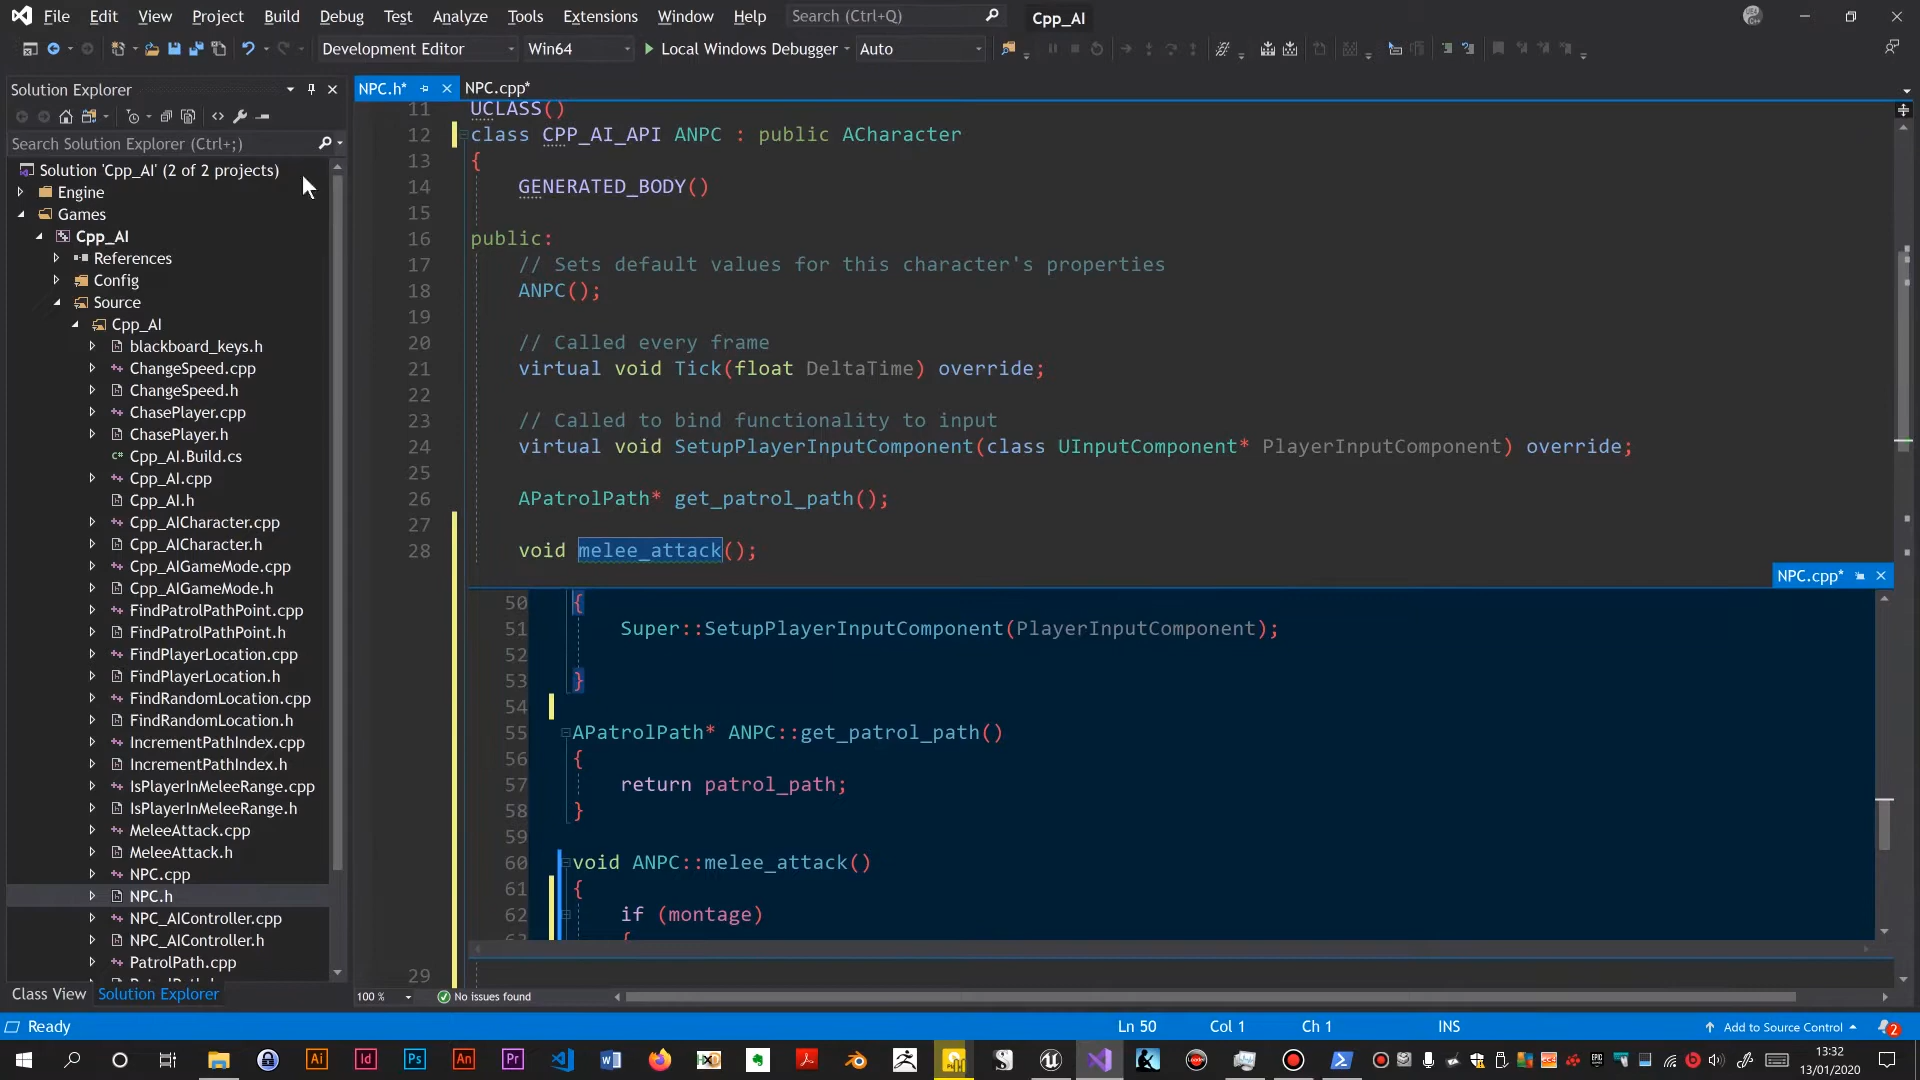 File Edit View Project Build Debug Test Analyze Tools Extensions Window Help Search (Ctrl+Q) Cpp_AI
Development Editor Win64 Local Windows Debugger Auto
Solution Explorer
Search Solution Explorer (Ctrl+;)
Solution 'Cpp_AI' (2 of 2 projects)
Engine
Games
Cpp_AI
References
Config
Source
Cpp_AI
blackboard_keys.h
ChangeSpeed.cpp
ChangeSpeed.h
ChasePlayer.cpp
ChasePlayer.h
Cpp_AI.Build.cs
Cpp_AI.cpp
Cpp_AI.h
Cpp_AICharacter.cpp
Cpp_AICharacter.h
Cpp_AIGameMode.cpp
Cpp_AIGameMode.h
FindPatrolPathPoint.cpp
FindPatrolPathPoint.h
FindPlayerLocation.cpp
FindPlayerLocation.h
FindRandomLocation.cpp
FindRandomLocation.h
IncrementPathIndex.cpp
IncrementPathIndex.h
IsPlayerInMeleeRange.cpp
IsPlayerInMeleeRange.h
MeleeAttack.cpp
MeleeAttack.h
NPC.cpp
NPC.h
NPC_AIController.cpp
NPC_AIController.h
PatrolPath.cpp
Class View Solution Explorer
NPC.h* NPC.cpp*
11 UCLASS()
12 class CPP_AI_API ANPC : public ACharacter
13 {
14 GENERATED_BODY()
15
16 public:
17 // Sets default values for this character's properties
18 ANPC();
19
20 // Called every frame
21 virtual void Tick(float DeltaTime) override;
22
23 // Called to bind functionality to input
24 virtual void SetupPlayerInputComponent(class UInputComponent* PlayerInputComponent) override;
25
26 APatrolPath* get_patrol_path();
27
28 void melee_attack();
NPC.cpp*
50 {
51 Super::SetupPlayerInputComponent(PlayerInputComponent);
52
53 }
54
55 APatrolPath* ANPC::get_patrol_path()
56 {
57 return patrol_path;
58 }
59
60 void ANPC::melee_attack()
61 {
62 if (montage)
63 {
29
100 % No issues found
Ready Ln 50 Col 1 Ch 1 INS Add to Source Control 2
13:32
13/01/2020